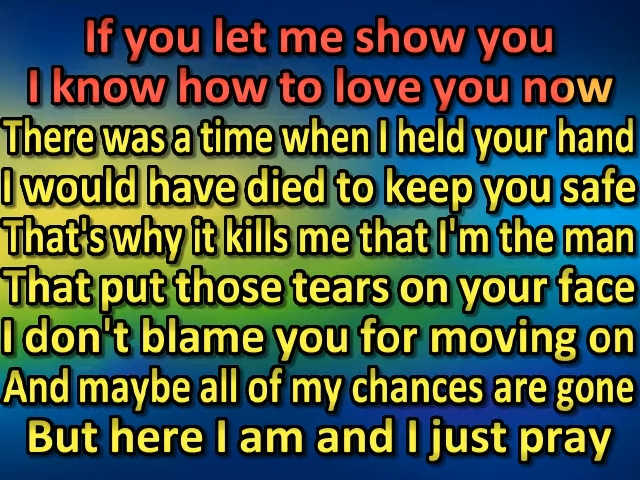 If you let me show you
I know how to love you now
There was a time when I held your hand
I would have died to keep you safe
That's why it kills me that I'm the man
That put those tears on your face
I don't blame you for moving on
And maybe all of my chances are gone
But here I am and I just pray